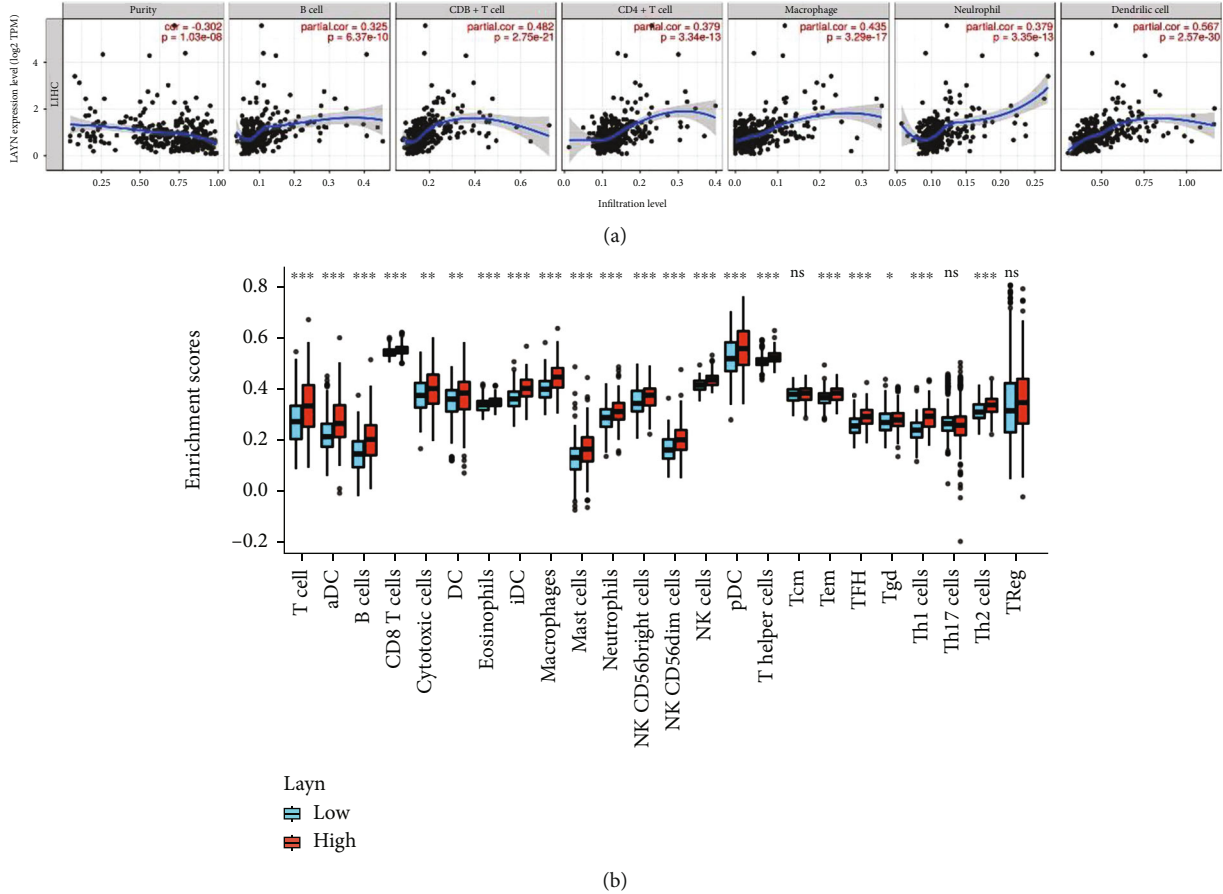 Purity B cell CDB + T cell CD4 + T cell Macrophage Neulrophil Dendrilic cell
cor = -0.302 partial.cor = 0.325 partial.cor = 0.482 partial.cor = 0.379 partial.cor = 0.435 partial.cor = 0.379 partial.cor = 0.567
p = 1.03e-08 p = 6.37e-10 p = 2.75e-21 p = 3.34e-13 p = 3.29e-17 p = 3.35e-13 p = 2.57e-30
LAYN expression level (log2 TPM)
LIHC
4
2
0
0.25 0.50 0.75 1.00 0.1 0.2 0.3 0.4 0.2 0.4 0.6 0.0 0.1 0.2 0.3 0.4 0.0 0.1 0.2 0.3 0.05 0.10 0.15 0.20 0.25 0.50 0.75 1.00
Infiltration level
(a)
*** *** *** *** ** ** *** *** *** *** *** *** *** *** *** *** ns *** *** * *** ns *** ns
Enrichment scores
0.8
0.6
0.4
0.2
0.0
−0.2
T cell
aDC
B cells
CD8 T cells
Cytotoxic cells
DC
Eosinophils
iDC
Macrophages
Mast cells
Neutrophils
NK CD56bright cells
NK CD56dim cells
NK cells
pDC
T helper cells
Tcm
Tem
TFH
Tgd
Th1 cells
Th17 cells
Th2 cells
TReg
Layn
Low
High
(b)